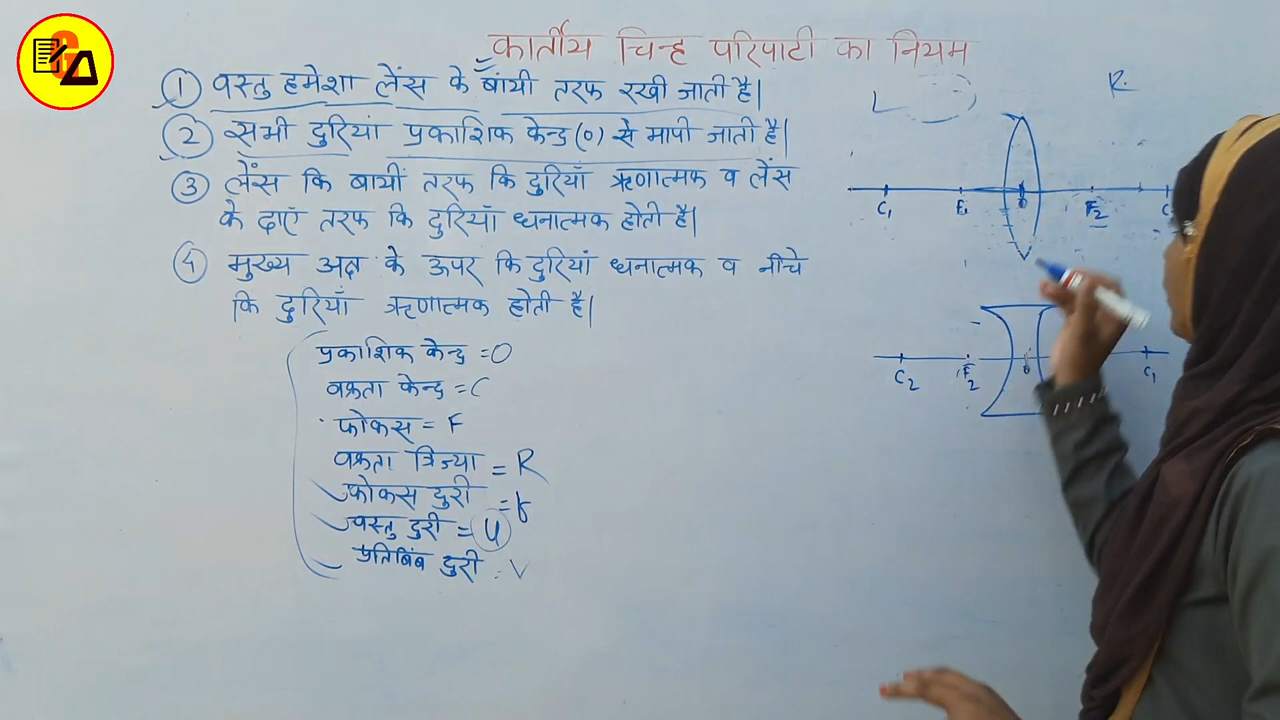 कार्तीय चिन्ह परिपाटी का नियम
① वस्तु हमेशा लेंस के बांयी तरफ रखी जाती है।
② सभी दुरियां प्रकाशिक केन्द्र (०) से मापी जाती है।
③ लेंस कि बायीं तरफ कि दुरियाँ ऋणात्मक व लेंस
के दाएं तरफ कि दुरियाँ धनात्मक होती है।
④ मुख्य अक्ष के ऊपर कि दुरियां धनात्मक व नीचे
कि दुरियाँ ऋणात्मक होती है।
प्रकाशिक केन्द्र = O
वक्रता केन्द्र = C
फोकस = F
वक्रता त्रिज्या = R
फोकस दुरी = f
वस्तु दुरी = u
प्रतिबिंब दुरी = v
R
C₁ F₁ O F₂ C
C₂ F₂ O C₁